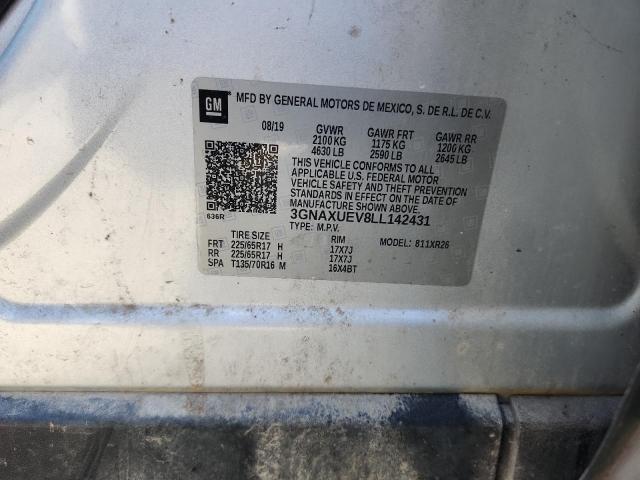 GM MFD BY GENERAL MOTORS DE MEXICO, S. DE R.L. DE C.V.
08/19 GVWR GAWR FRT GAWR RR
2100 KG 1175 KG 1200 KG
4630 LB 2590 LB 2645 LB
THIS VEHICLE CONFORMS TO ALL
APPLICABLE U.S. FEDERAL MOTOR
VEHICLE SAFETY AND THEFT PREVENTION
STANDARDS IN EFFECT ON THE DATE OF
MANUFACTURE SHOWN ABOVE.
636R 3GNAXUEV8LL142431
TYPE: M.P.V.
TIRE SIZE RIM MODEL: 811XR26
FRT 225/65R17 H 17X7J
RR 225/65R17 H 17X7J
SPA T135/70R16 M 16X4BT